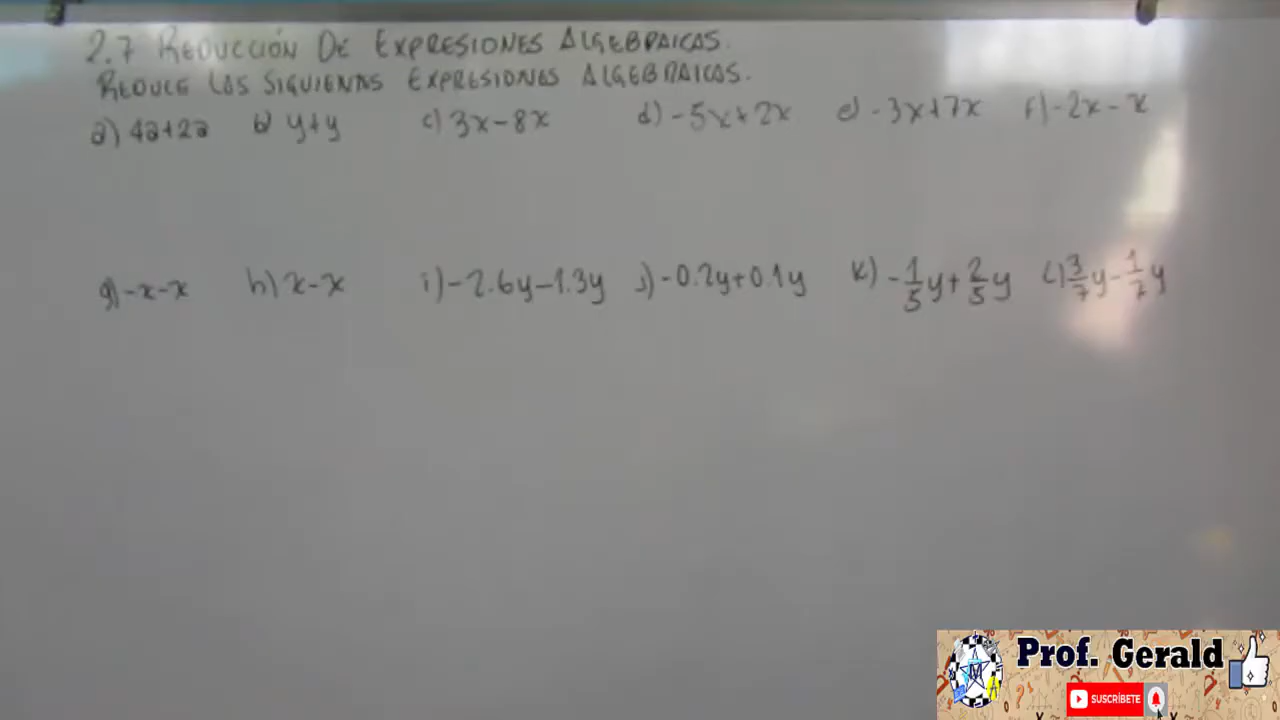 2.7 REDUCCIÓN DE EXPRESIONES ALGEBRAICAS.
REDUCE LAS SIGUIENTES EXPRESIONES ALGEBRAICAS.
a) 4a+2a b) y+y c) 3x-8x d) -5x+2x e) -3x+7x f) -2x-x
g) -x-x h) x-x i) -2.6y-1.3y j) -0.2y+0.1y k) -1/5y+2/5y l) 3/7y-1/7y
Prof. Gerald
SUSCRÍBETE